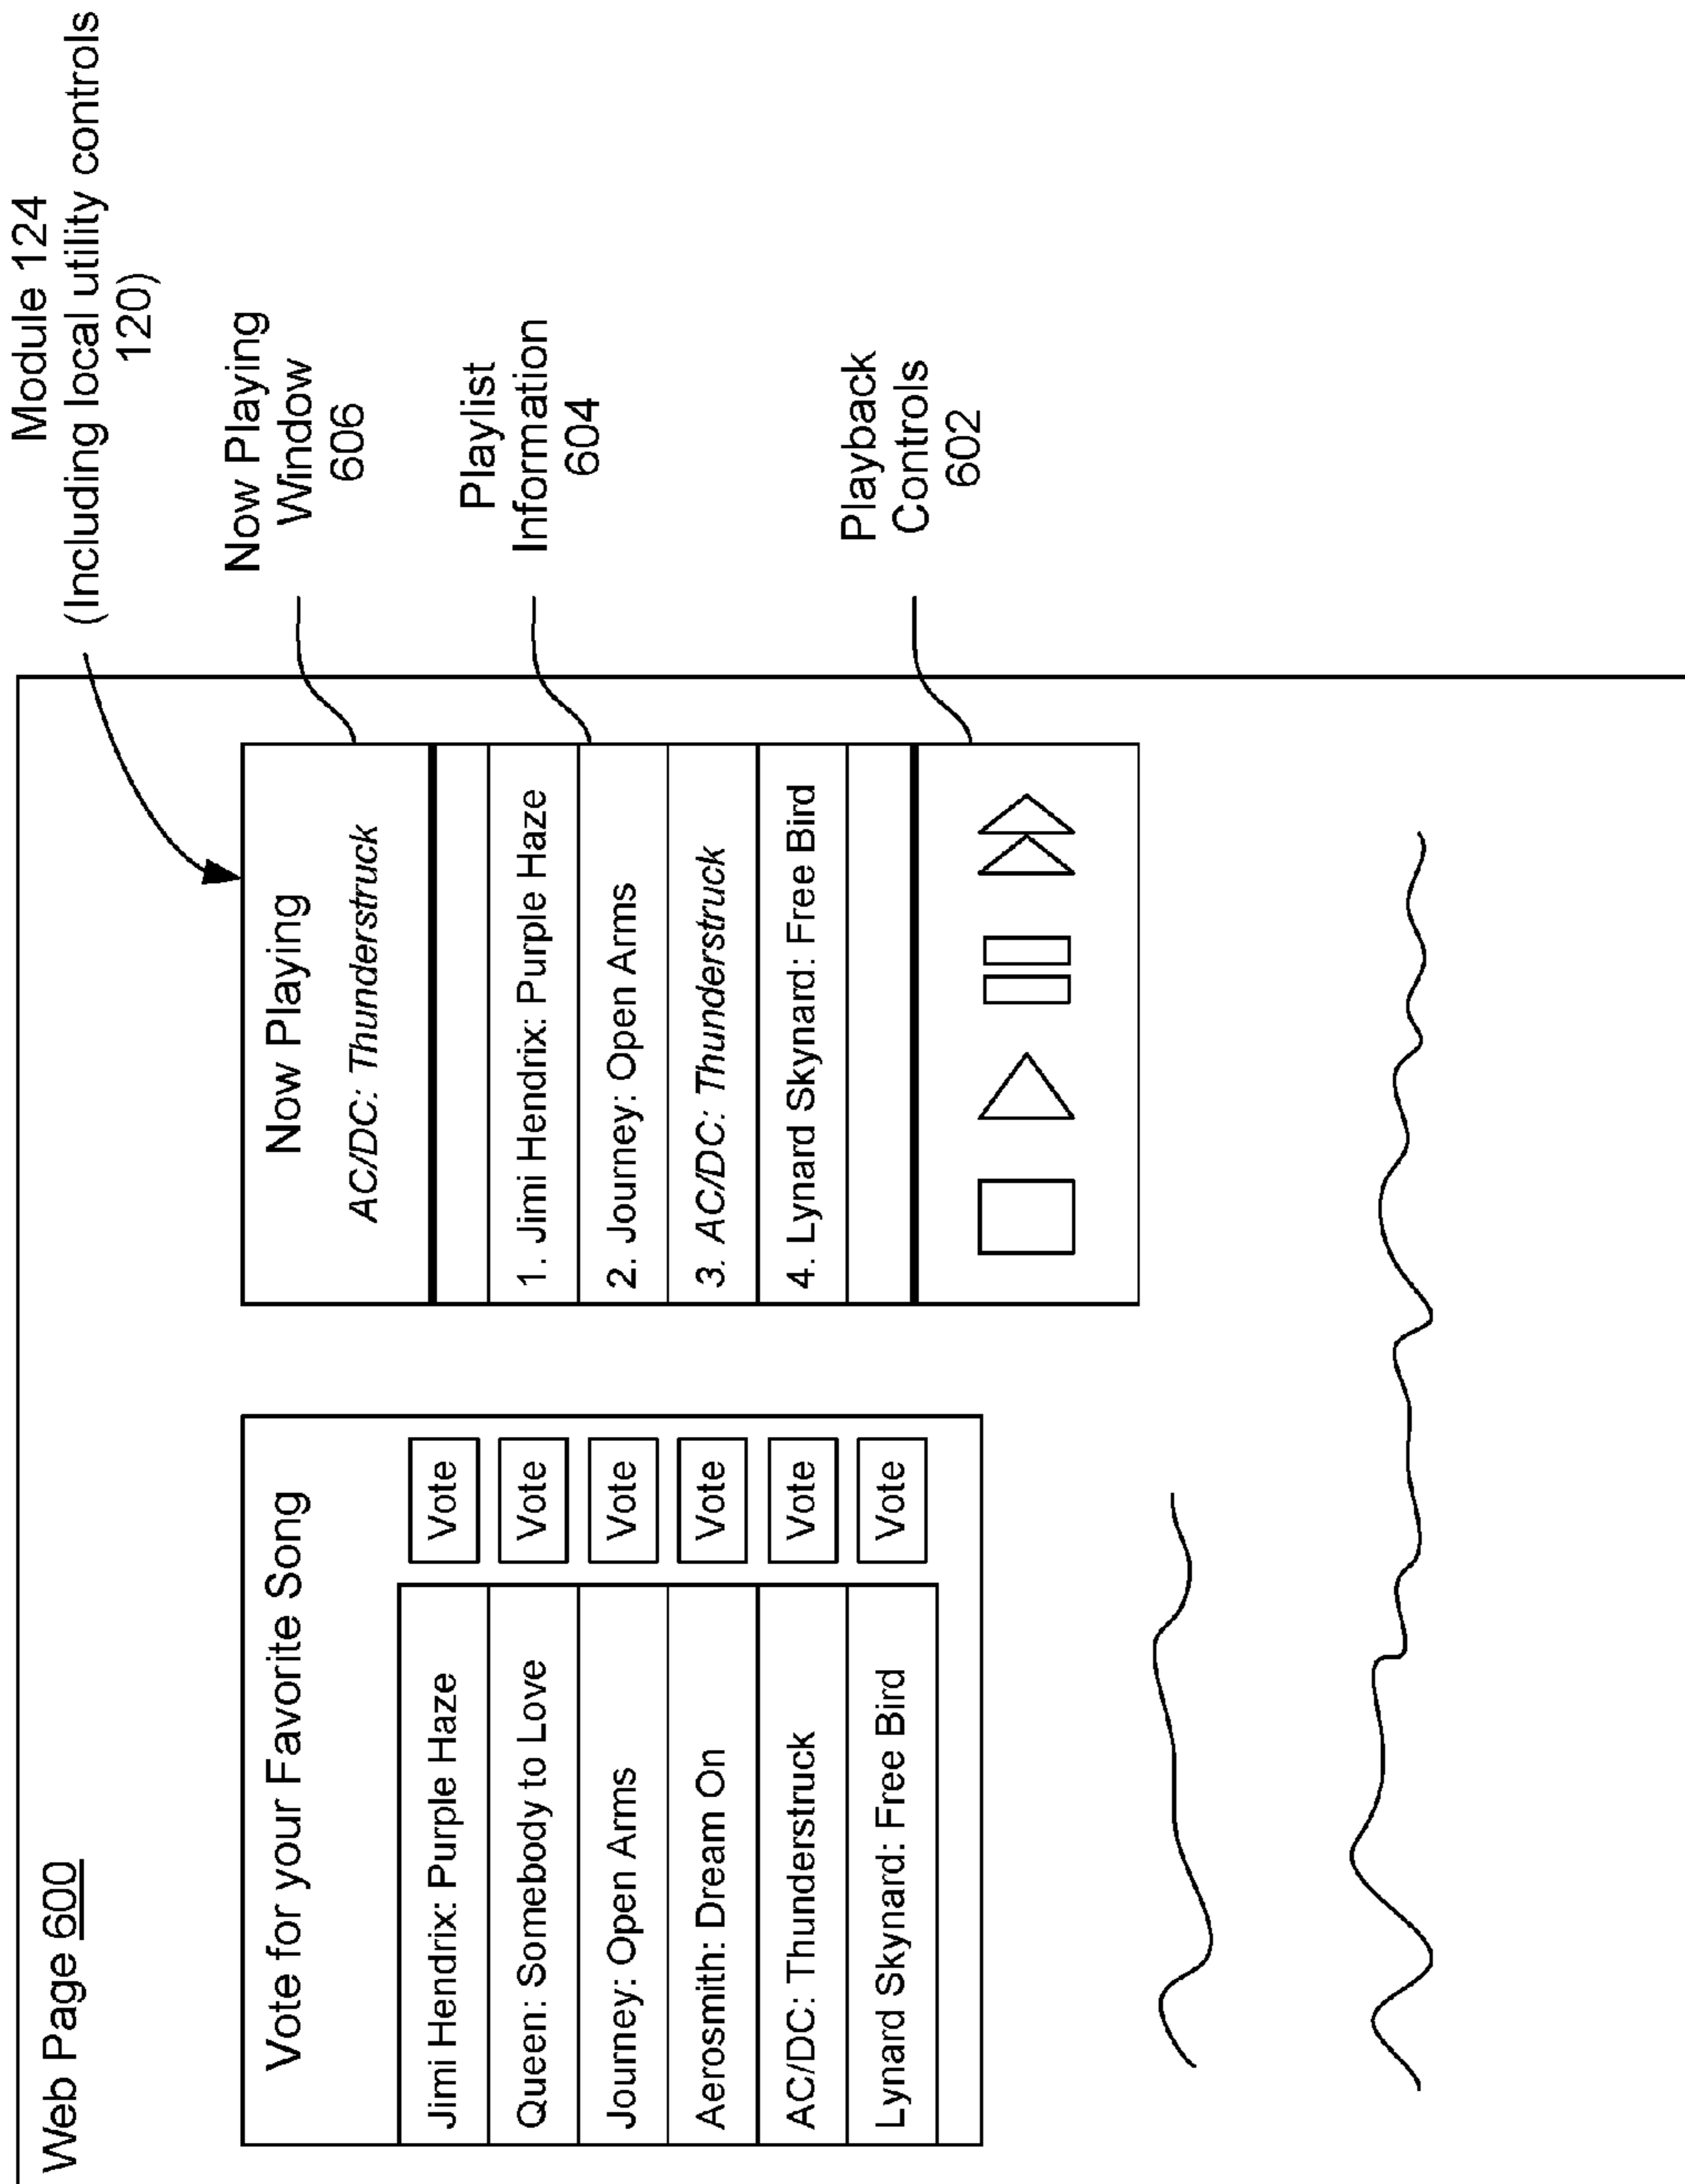 Web Page 600
Module 124
(Including local utility controls
120)
Vote for your Favorite Song
Jimi Hendrix: Purple Haze
Vote
Queen: Somebody to Love
Vote
Journey: Open Arms
Vote
Aerosmith: Dream On
Vote
AC/DC: Thunderstruck
Vote
Lynard Skynard: Free Bird
Vote
Now Playing
AC/DC: Thunderstruck
1. Jimi Hendrix: Purple Haze
2. Journey: Open Arms
3. AC/DC: Thunderstruck
4. Lynard Skynard: Free Bird
Now Playing
Window
606
Playlist
Information
604
Playback
Controls
602